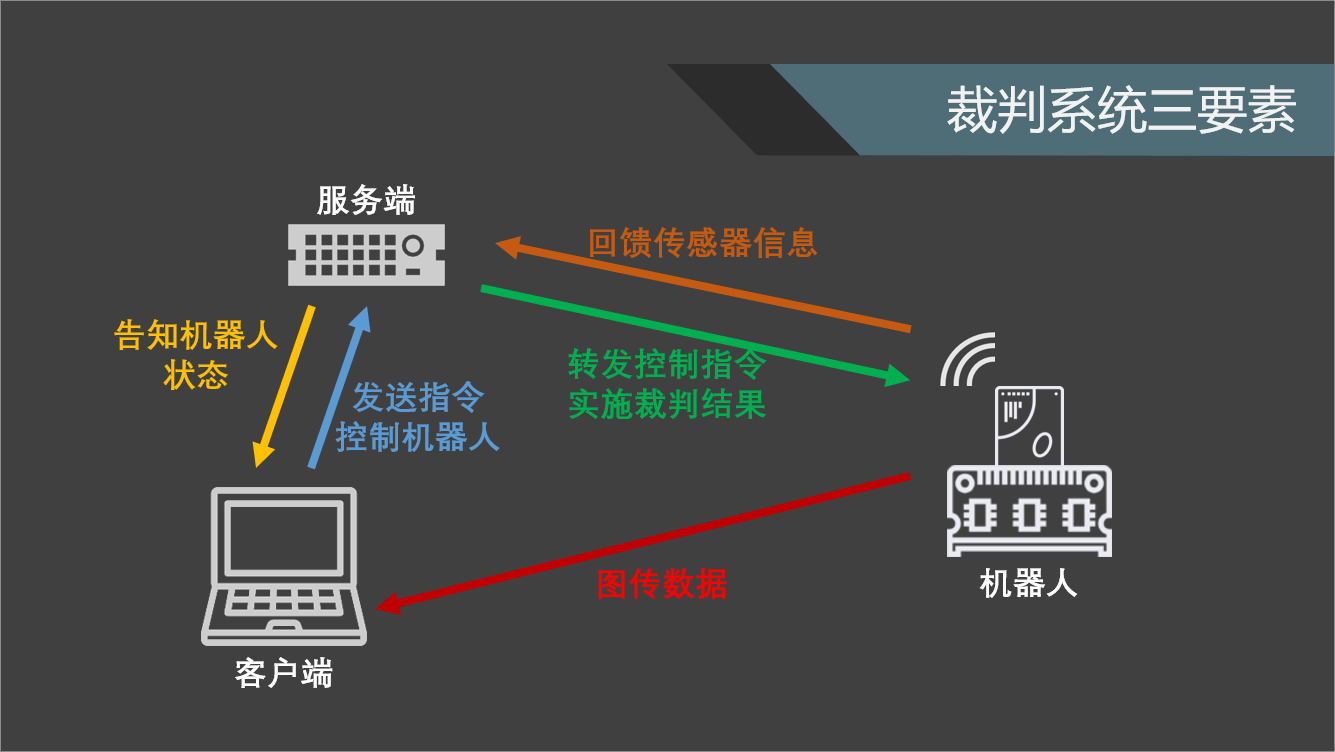 裁判系统三要素
服务端
回馈传感器信息
告知机器人
状态
发送指令
控制机器人
转发控制指令
实施裁判结果
图传数据
机器人
客户端